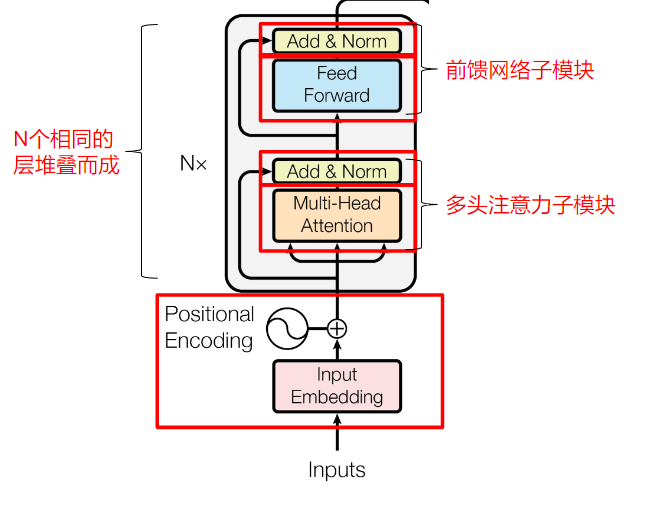 Add & Norm
Feed
Forward
前馈网络子模块
N个相同的
层堆叠而成
N×
Add & Norm
Multi-Head
Attention
多头注意力子模块
Positional
Encoding
Input
Embedding
Inputs